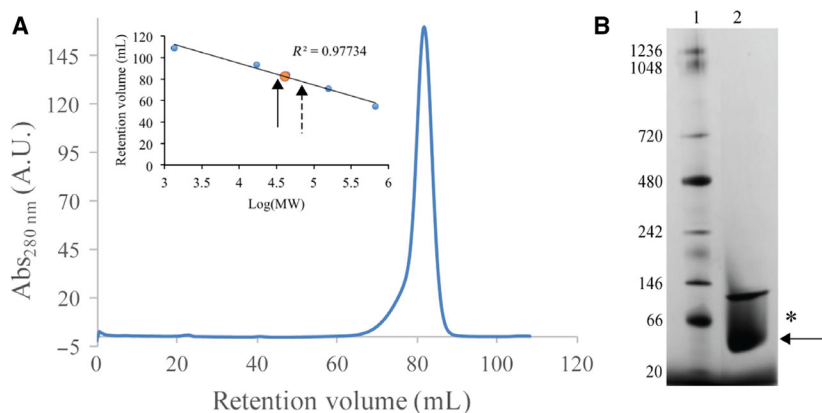 A
Abs280 nm (A.U.)
145
120
95
70
45
20
−5
0 20 40 60 80 100 120
Retention volume (mL)
Retention volume (mL)
120
100
80
60
40
20
0
3 3.5 4 4.5 5 5.5 6
Log(MW)
R² = 0.97734
B
1 2
1236
1048
720
480
242
146
66 *
20